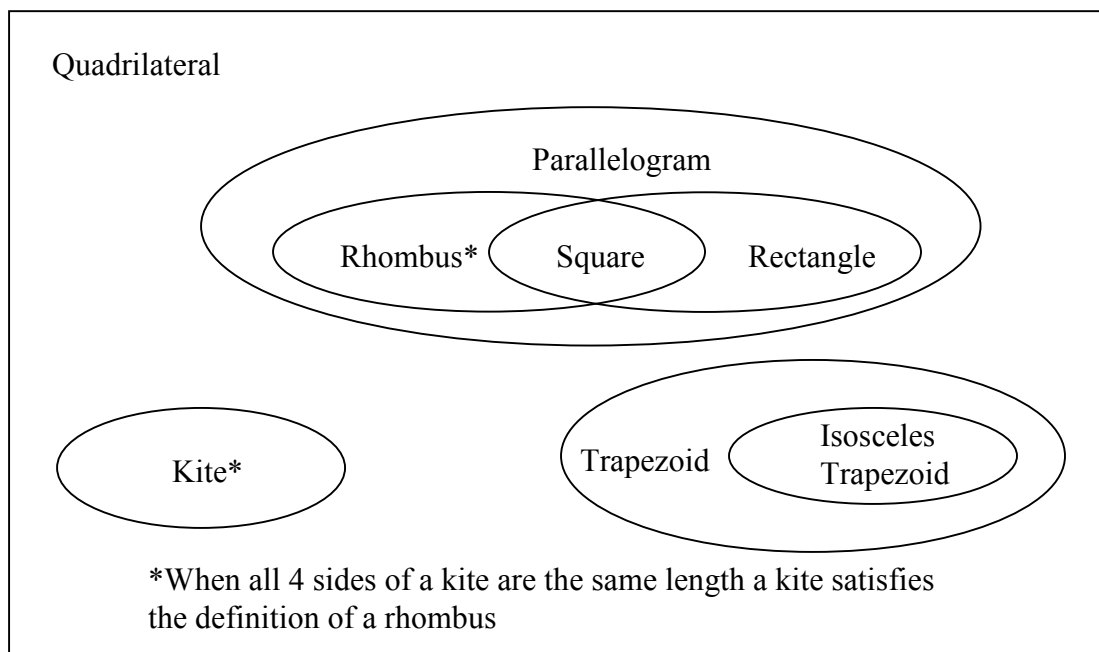 Quadrilateral
Parallelogram
Rhombus*
Square
Rectangle
Kite*
Trapezoid
Isosceles
Trapezoid
*When all 4 sides of a kite are the same length a kite satisfies
the definition of a rhombus